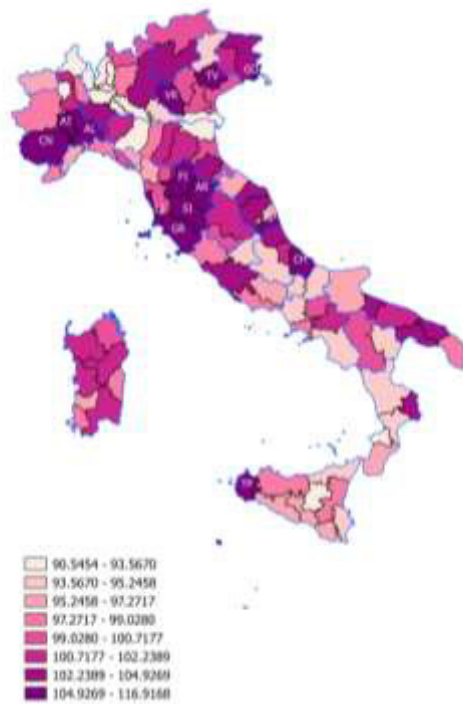 TV
GO
VR
AT
AL
CN
FI
AR
SI
GR
CH
TP
90.5454 - 93.5670
93.5670 - 95.2458
95.2458 - 97.2717
97.2717 - 99.0280
99.0280 - 100.7177
100.7177 - 102.2389
102.2389 - 104.9269
104.9269 - 116.9168